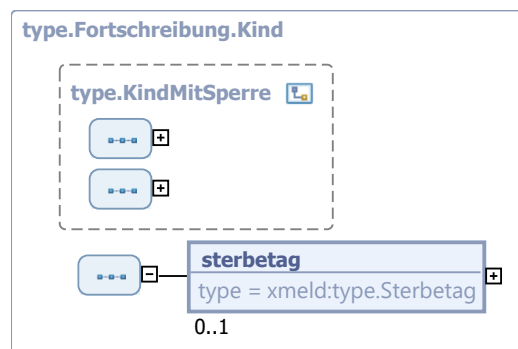 type.Fortschreibung.Kind
type.KindMitSperre
sterbetag
type = xmeld:type.Sterbetag
0..1